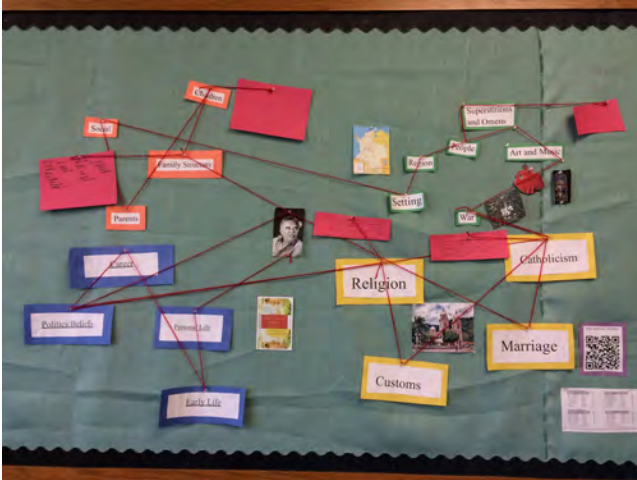 Children
Social
Family Structure
Parents
Superstitions
and Omens
People
Region
Art and Music
Setting
War
Career
Politics Beliefs
Personal Life
Early Life
Religion
Catholicism
Marriage
Customs